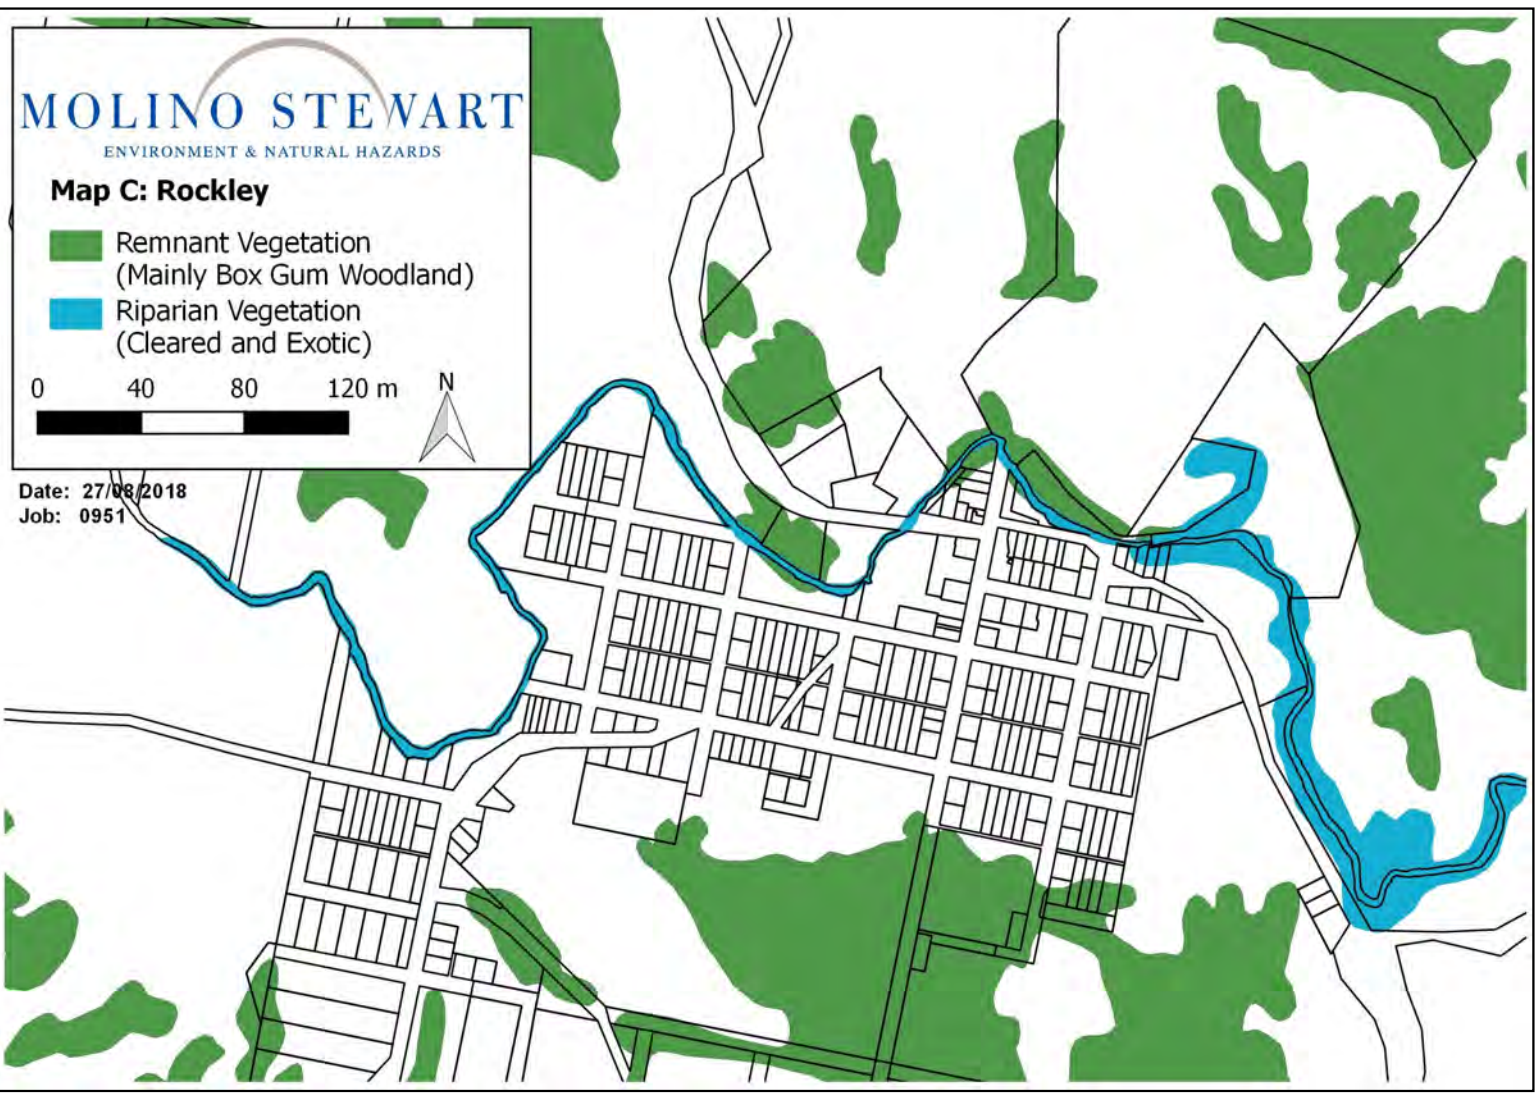 MOLINO STEWART
ENVIRONMENT & NATURAL HAZARDS
Map C: Rockley
Remnant Vegetation
(Mainly Box Gum Woodland)
Riparian Vegetation
(Cleared and Exotic)
0 40 80 120 m
N
Date: 27/08/2018
Job: 0951